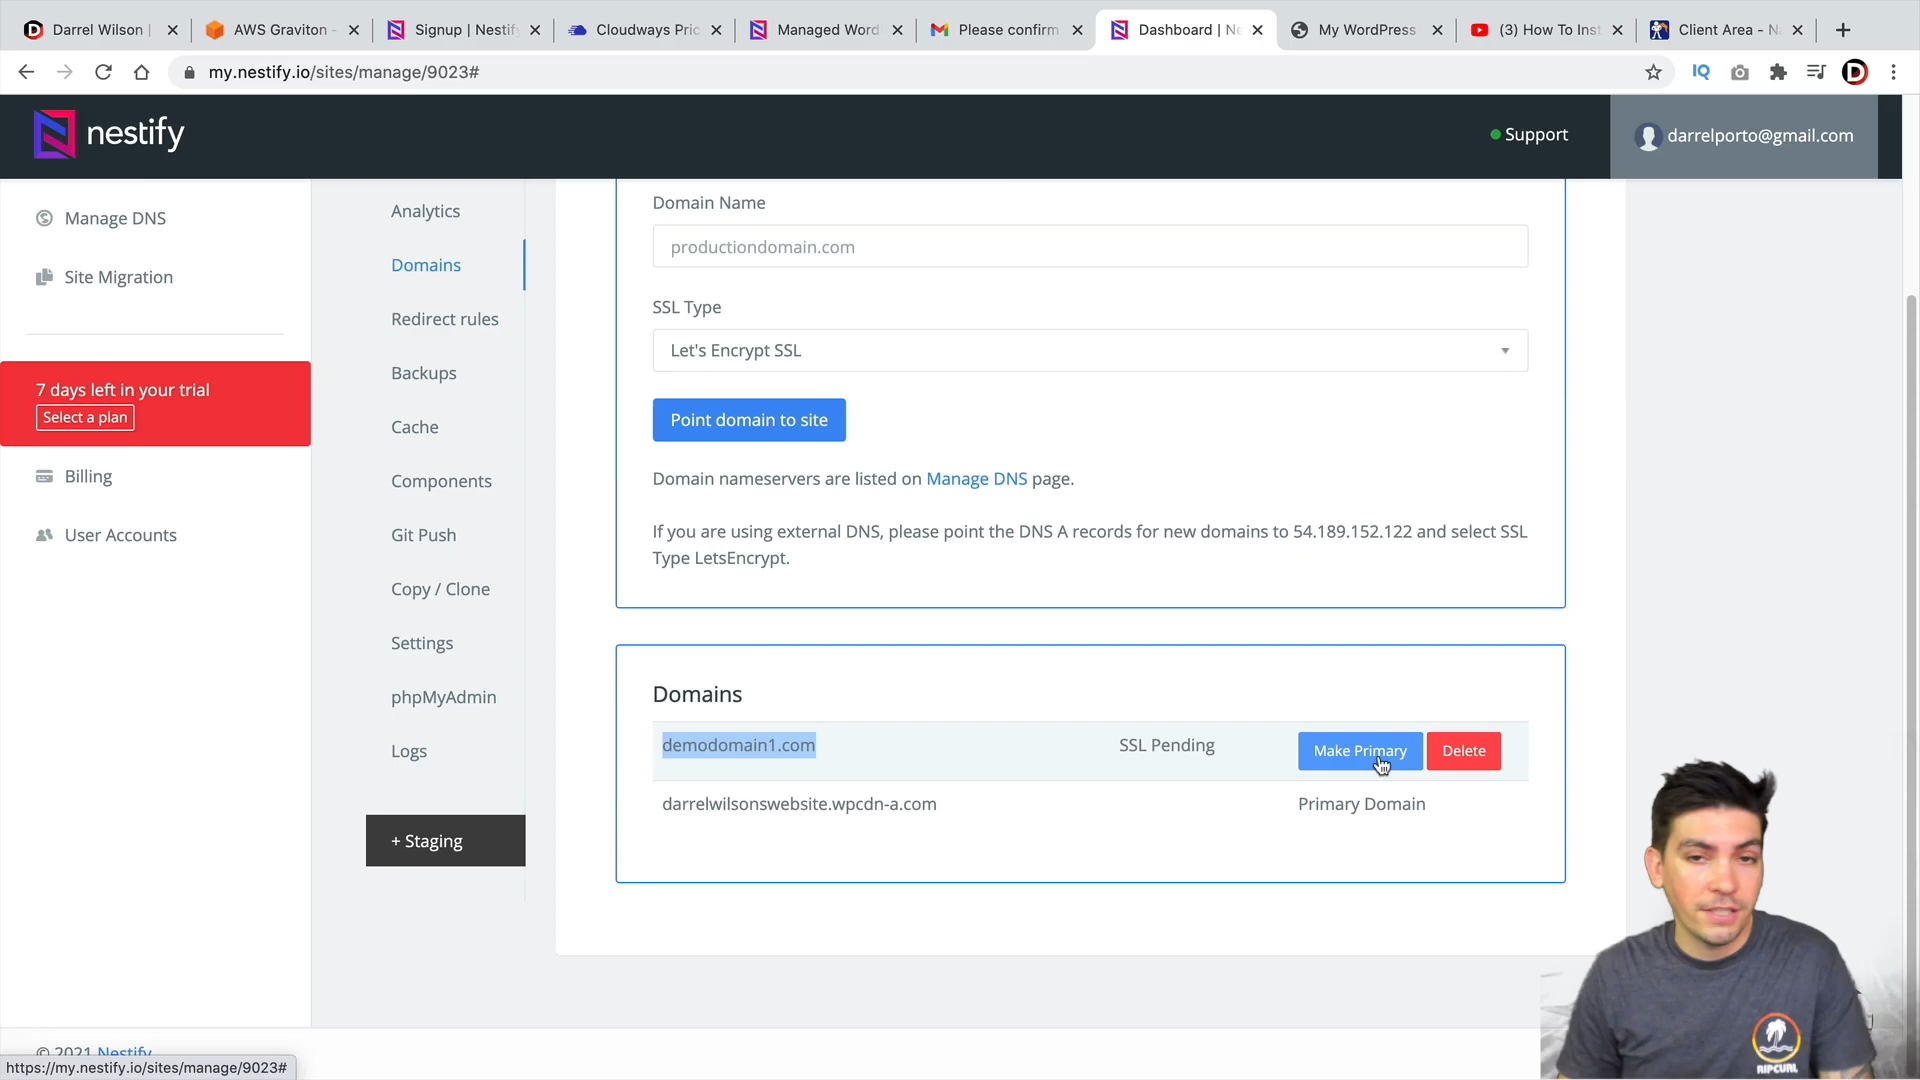 Darrel Wilson |
AWS Graviton -
Signup | Nestify
Cloudways Pric
Managed Word
Please confirm
Dashboard | Ne
My WordPress
(3) How To Inst
Client Area - Na
my.nestify.io/sites/manage/9023#
IQ
D
nestify
Support
darrelporto@gmail.com
Manage DNS
Site Migration
7 days left in your trial
Select a plan
Billing
User Accounts
Analytics
Domains
Redirect rules
Backups
Cache
Components
Git Push
Copy / Clone
Settings
phpMyAdmin
Logs
+ Staging
Domain Name
productiondomain.com
SSL Type
Let's Encrypt SSL
Point domain to site
Domain nameservers are listed on Manage DNS page.
If you are using external DNS, please point the DNS A records for new domains to 54.189.152.122 and select SSL
Type LetsEncrypt.
Domains
demodomain1.com SSL Pending Make Primary Delete
darrelwilsonswebsite.wpcdn-a.com Primary Domain
© 2021 Nestify
https://my.nestify.io/sites/manage/9023#
RIPCURL